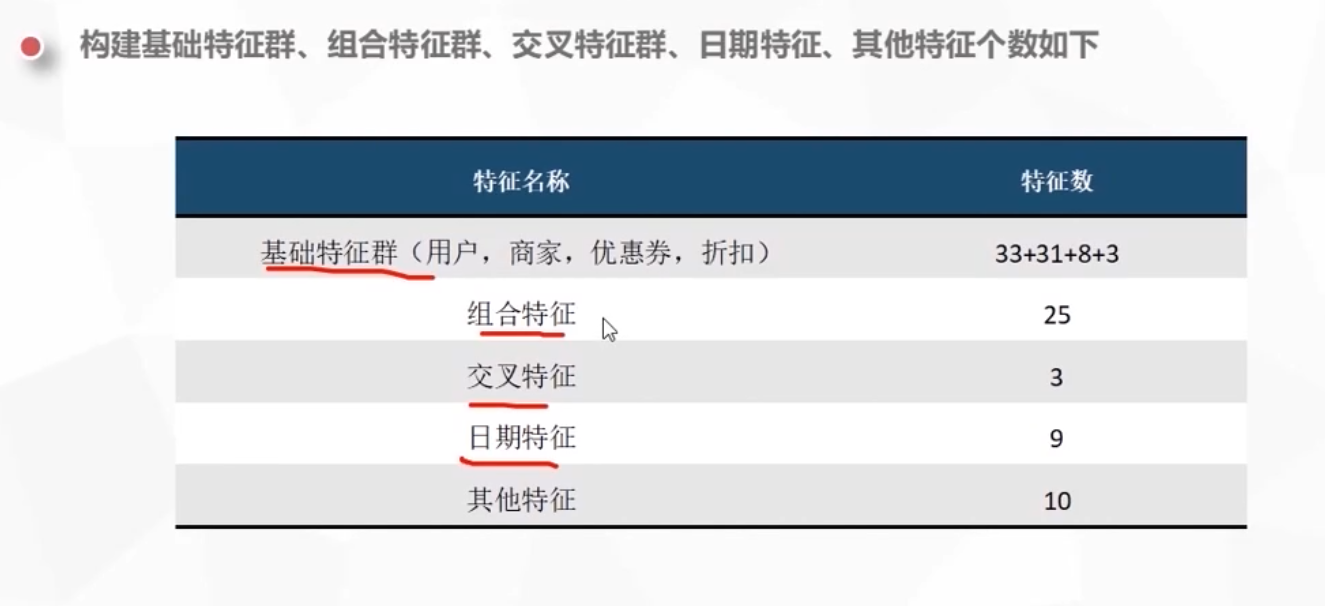 构建基础特征群、组合特征群、交叉特征群、日期特征、其他特征个数如下
特征名称 特征数
基础特征群（用户，商家，优惠券，折扣） 33+31+8+3
组合特征 25
交叉特征 3
日期特征 9
其他特征 10